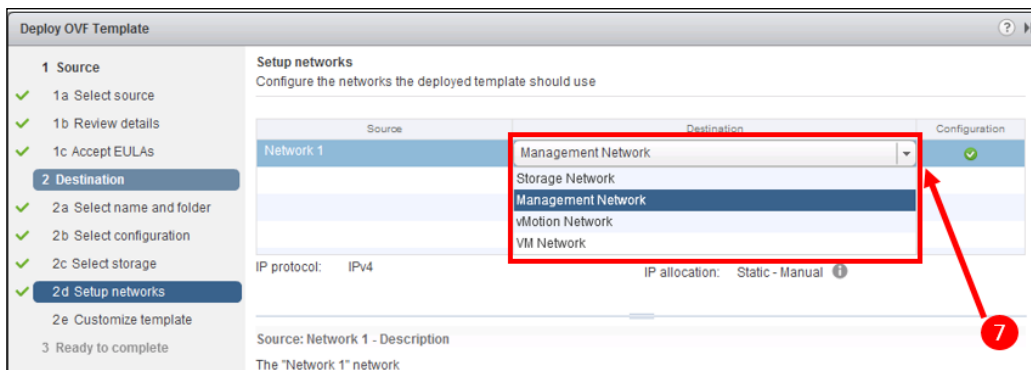 Deploy OVF Template
?
1 Source
1a Select source
1b Review details
1c Accept EULAs
2 Destination
2a Select name and folder
2b Select configuration
2c Select storage
2d Setup networks
2e Customize template
3 Ready to complete
Setup networks
Configure the networks the deployed template should use
Source Destination Configuration
Network 1 Management Network
Storage Network
Management Network
vMotion Network
VM Network
IP protocol: IPv4 IP allocation: Static - Manual i
7
Source: Network 1 - Description
The "Network 1" network